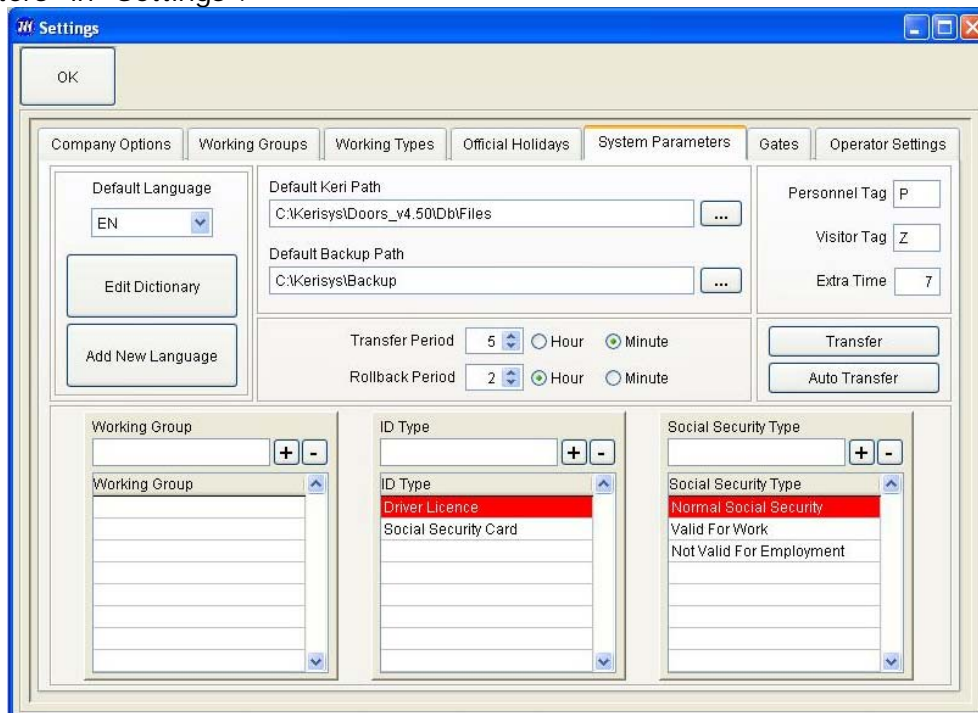 in "Settings".
Settings
OK
Company Options Working Groups Working Types Official Holidays System Parameters Gates Operator Settings
Default Language
EN
Edit Dictionary
Add New Language
Default Keri Path
C:\Kerisys\Doors_v4.50\Db\Files
...
Default Backup Path
C:\Kerisys\Backup
...
Personnel Tag P
Visitor Tag Z
Extra Time 7
Transfer Period 5 Hour Minute
Rollback Period 2 Hour Minute
Transfer
Auto Transfer
Working Group
+ -
Working Group
ID Type
+ -
ID Type
Driver Licence
Social Security Card
Social Security Type
+ -
Social Security Type
Normal Social Security
Valid For Work
Not Valid For Employment